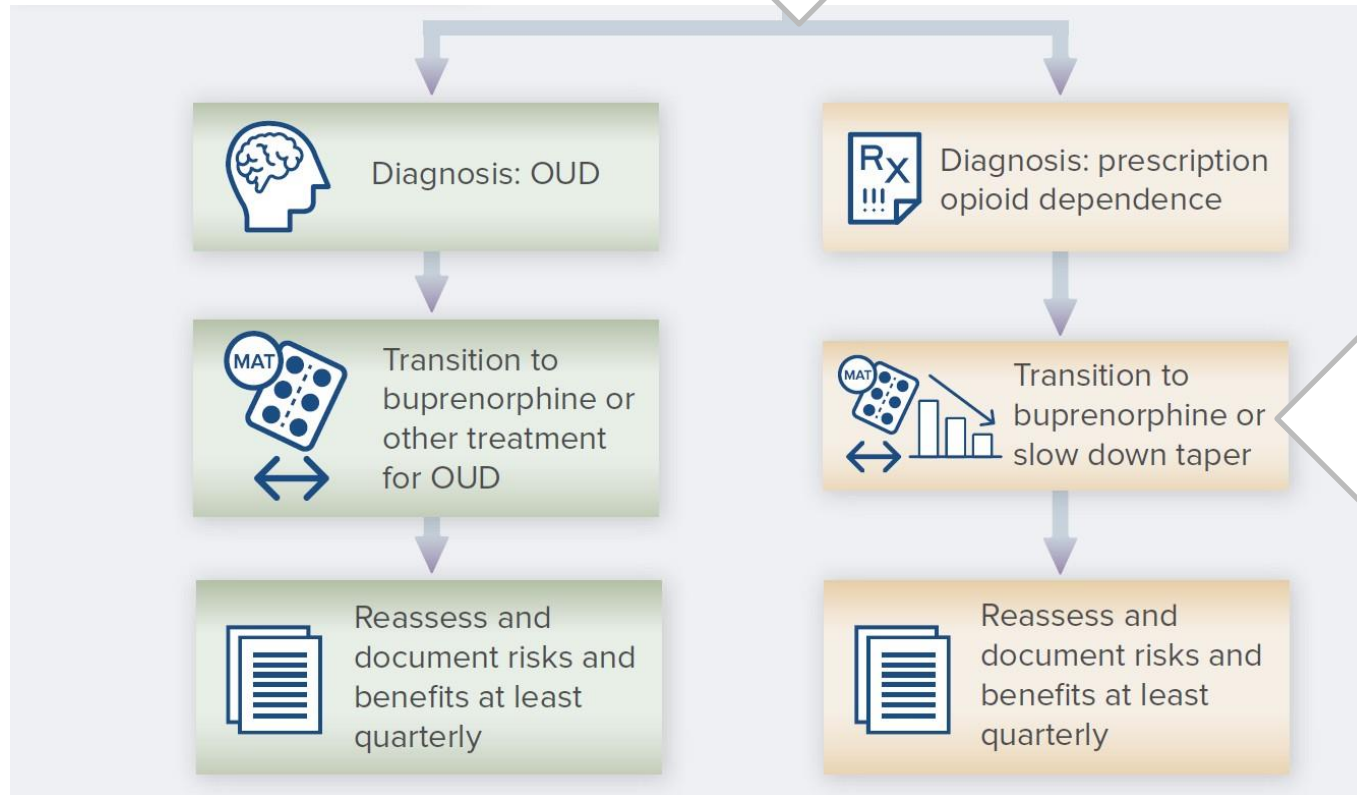 Diagnosis: OUD
Rx
Diagnosis: prescription
opioid dependence
MAT
Transition to
buprenorphine or
other treatment
for OUD
MAT
Transition to
buprenorphine or
slow down taper
Reassess and
document risks and
benefits at least
quarterly
Reassess and
document risks and
benefits at least
quarterly